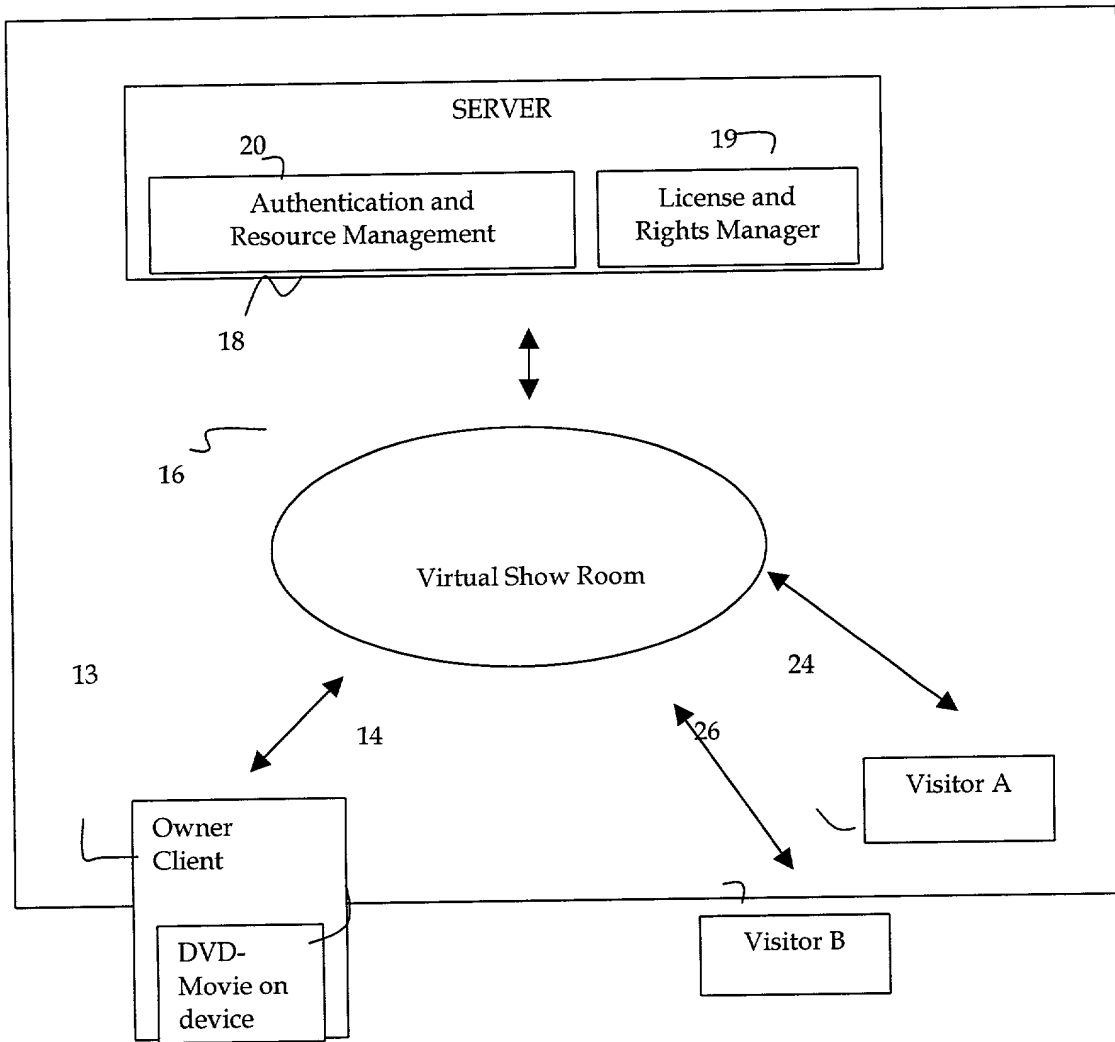 SERVER
20
19
Authentication and
Resource Management
License and
Rights Manager
18
16
Virtual Show Room
13
24
14
26
Visitor A
Owner
Client
Visitor B
DVD-
Movie on
device